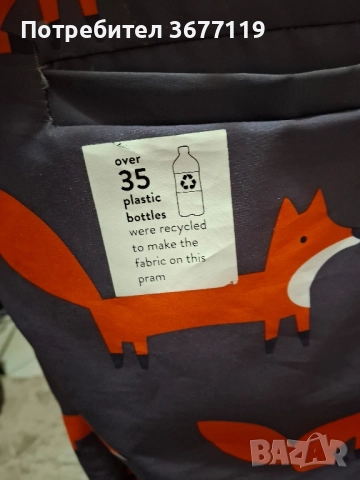 Потребител 3677119
over
35
plastic
bottles
were recycled
to make the
fabric on this
pram
BAZAR